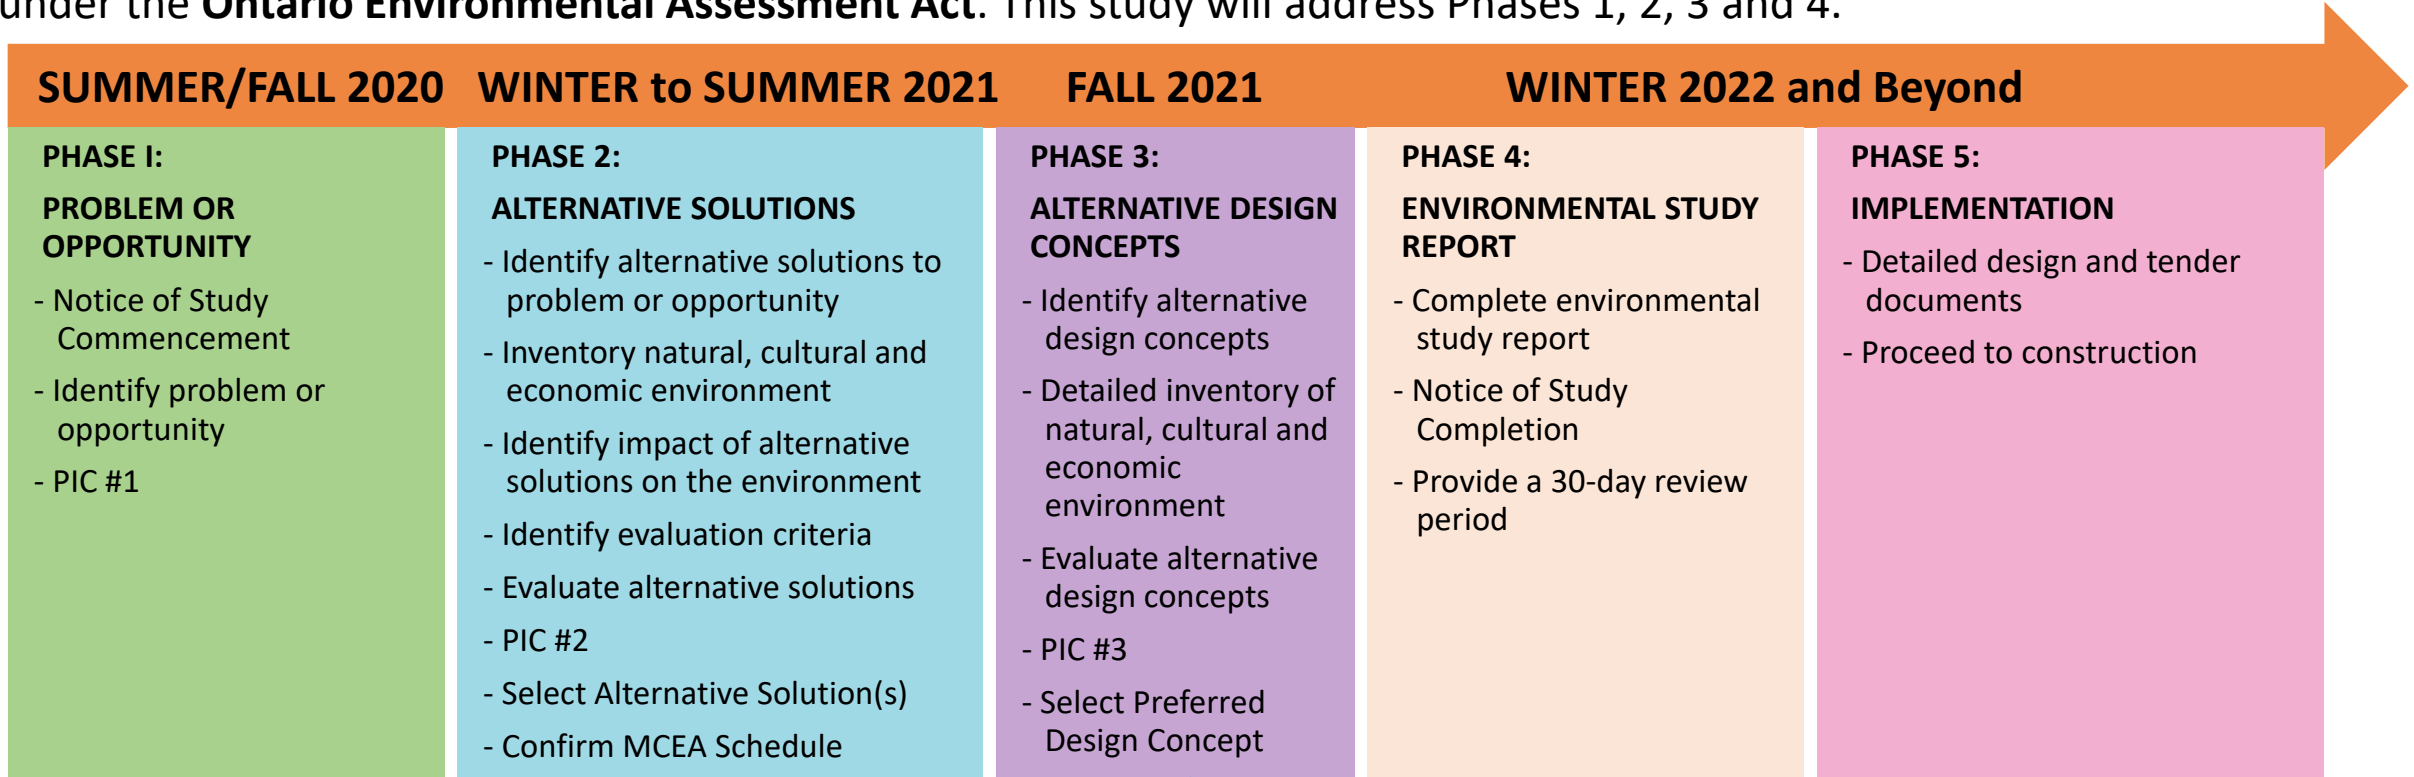 under the Ontario Environmental Assessment Act. This study will address Phases 1, 2, 3 and 4.
SUMMER/FALL 2020
WINTER to SUMMER 2021
FALL 2021
WINTER 2022 and Beyond
PHASE I:
PROBLEM OR
OPPORTUNITY
- Notice of Study
Commencement
- Identify problem or
opportunity
- PIC #1
PHASE 2:
ALTERNATIVE SOLUTIONS
- Identify alternative solutions to
problem or opportunity
- Inventory natural, cultural and
economic environment
- Identify impact of alternative
solutions on the environment
- Identify evaluation criteria
- Evaluate alternative solutions
- PIC #2
- Select Alternative Solution(s)
- Confirm MCEA Schedule
PHASE 3:
ALTERNATIVE DESIGN
CONCEPTS
- Identify alternative
design concepts
- Detailed inventory of
natural, cultural and
economic
environment
- Evaluate alternative
design concepts
- PIC #3
- Select Preferred
Design Concept
PHASE 4:
ENVIRONMENTAL STUDY
REPORT
- Complete environmental
study report
- Notice of Study
Completion
- Provide a 30-day review
period
PHASE 5:
IMPLEMENTATION
- Detailed design and tender
documents
- Proceed to construction